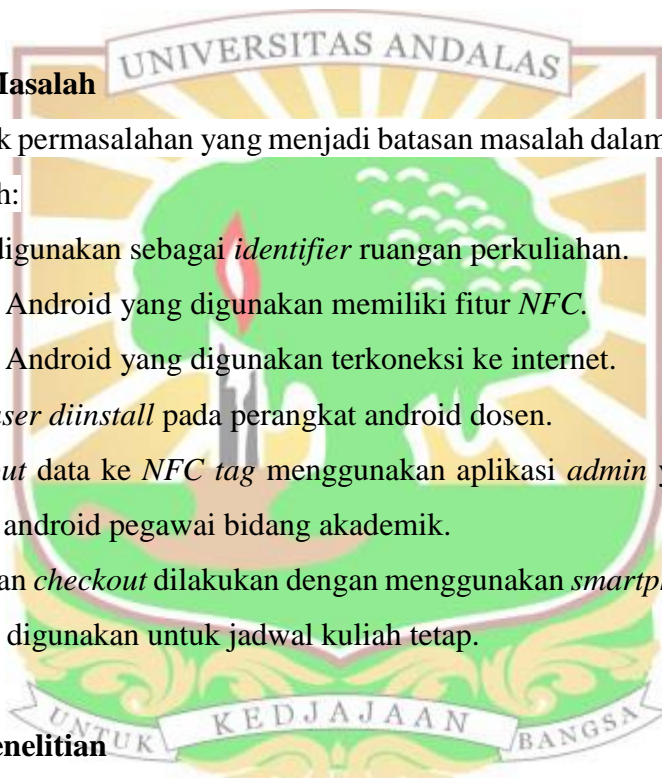 UNIVERSITAS ANDALAS
Masalah
k permasalahan yang menjadi batasan masalah dalam
h:
digunakan sebagai identifier ruangan perkuliahan.
Android yang digunakan memiliki fitur NFC.
Android yang digunakan terkoneksi ke internet.
user diinstall pada perangkat android dosen.
ut data ke NFC tag menggunakan aplikasi admin y
android pegawai bidang akademik.
an checkout dilakukan dengan menggunakan smartph
digunakan untuk jadwal kuliah tetap.
UNTUK KEDJAJAAN BANGSA
enelitian